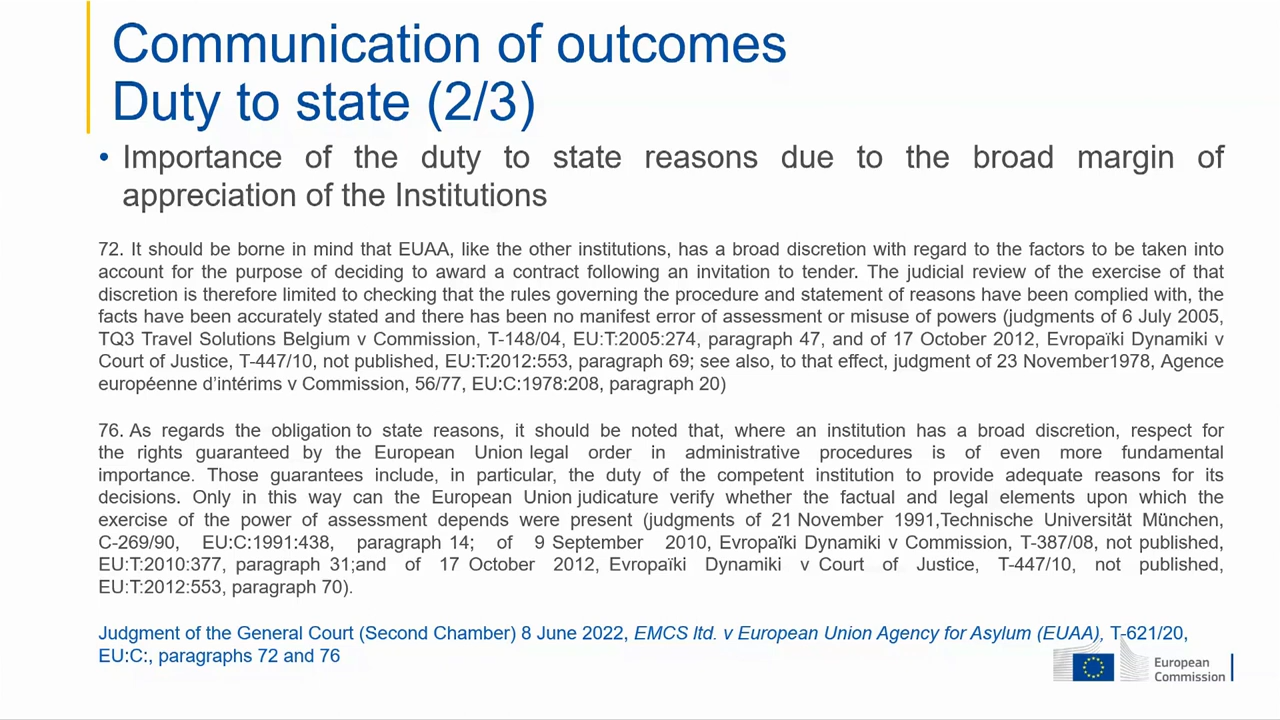 Communication of outcomes
Duty to state (2/3)
• Importance of the duty to state reasons due to the broad margin of
appreciation of the Institutions
72. It should be borne in mind that EUAA, like the other institutions, has a broad discretion with regard to the factors to be taken into
account for the purpose of deciding to award a contract following an invitation to tender. The judicial review of the exercise of that
discretion is therefore limited to checking that the rules governing the procedure and statement of reasons have been complied with, the
facts have been accurately stated and there has been no manifest error of assessment or misuse of powers (judgments of 6 July 2005,
TQ3 Travel Solutions Belgium v Commission, T-148/04, EU:T:2005:274, paragraph 47, and of 17 October 2012, Evropaïki Dynamiki v
Court of Justice, T-447/10, not published, EU:T:2012:553, paragraph 69; see also, to that effect, judgment of 23 November1978, Agence
européenne d’intérims v Commission, 56/77, EU:C:1978:208, paragraph 20)
76. As regards the obligation to state reasons, it should be noted that, where an institution has a broad discretion, respect for
the rights guaranteed by the European Union legal order in administrative procedures is of even more fundamental
importance. Those guarantees include, in particular, the duty of the competent institution to provide adequate reasons for its
decisions. Only in this way can the European Union judicature verify whether the factual and legal elements upon which the
exercise of the power of assessment depends were present (judgments of 21 November 1991,Technische Universität München,
C-269/90, EU:C:1991:438, paragraph 14; of 9 September 2010, Evropaïki Dynamiki v Commission, T-387/08, not published,
EU:T:2010:377, paragraph 31;and of 17 October 2012, Evropaïki Dynamiki v Court of Justice, T-447/10, not published,
EU:T:2012:553, paragraph 70).
Judgment of the General Court (Second Chamber) 8 June 2022, EMCS ltd. v European Union Agency for Asylum (EUAA), T-621/20,
EU:C:, paragraphs 72 and 76
European
Commission